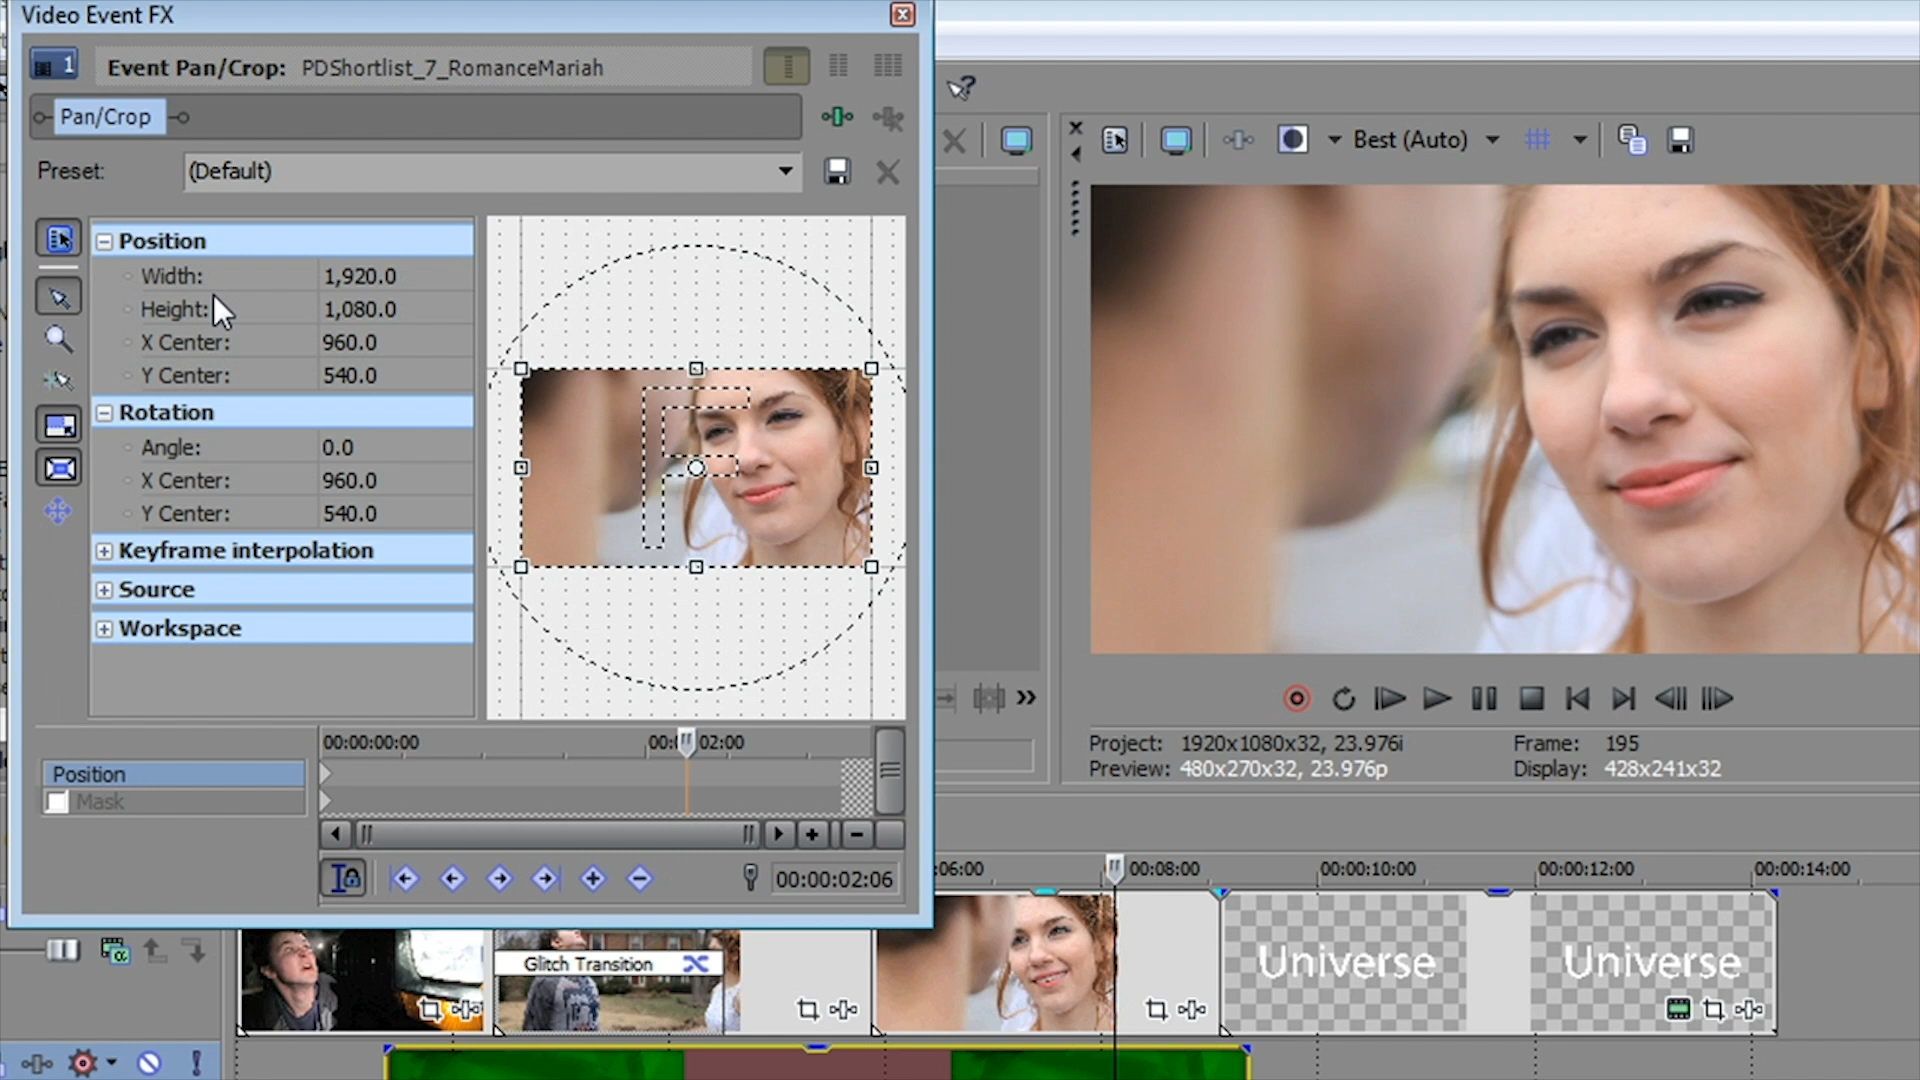 Video Event FX
1
Event Pan/Crop: PDShortlist_7_RomanceMariah
Pan/Crop
Preset: (Default)
Position
Width: 1,920.0
Height: 1,080.0
X Center: 960.0
Y Center: 540.0
Rotation
Angle: 0.0
X Center: 960.0
Y Center: 540.0
Keyframe interpolation
Source
Workspace
00:00:00:00
02:00
Position
Mask
00:00:02:06
Best (Auto)
Project: 1920x1080x32, 23.976i
Frame: 195
Preview: 480x270x32, 23.976p
Display: 428x241x32
:06:00
00:00:08:00
00:00:10:00
00:00:12:00
00:00:14:00
Glitch Transition
Universe
Universe